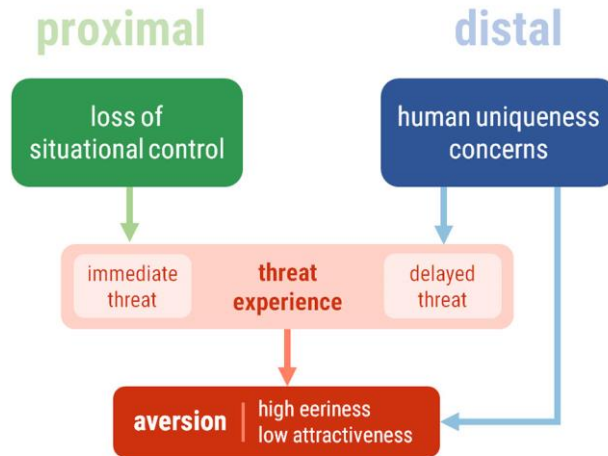 proximal
distal
loss of
situational control
human uniqueness
concerns
immediate
threat
threat
experience
delayed
threat
aversion
high eeriness
low attractiveness